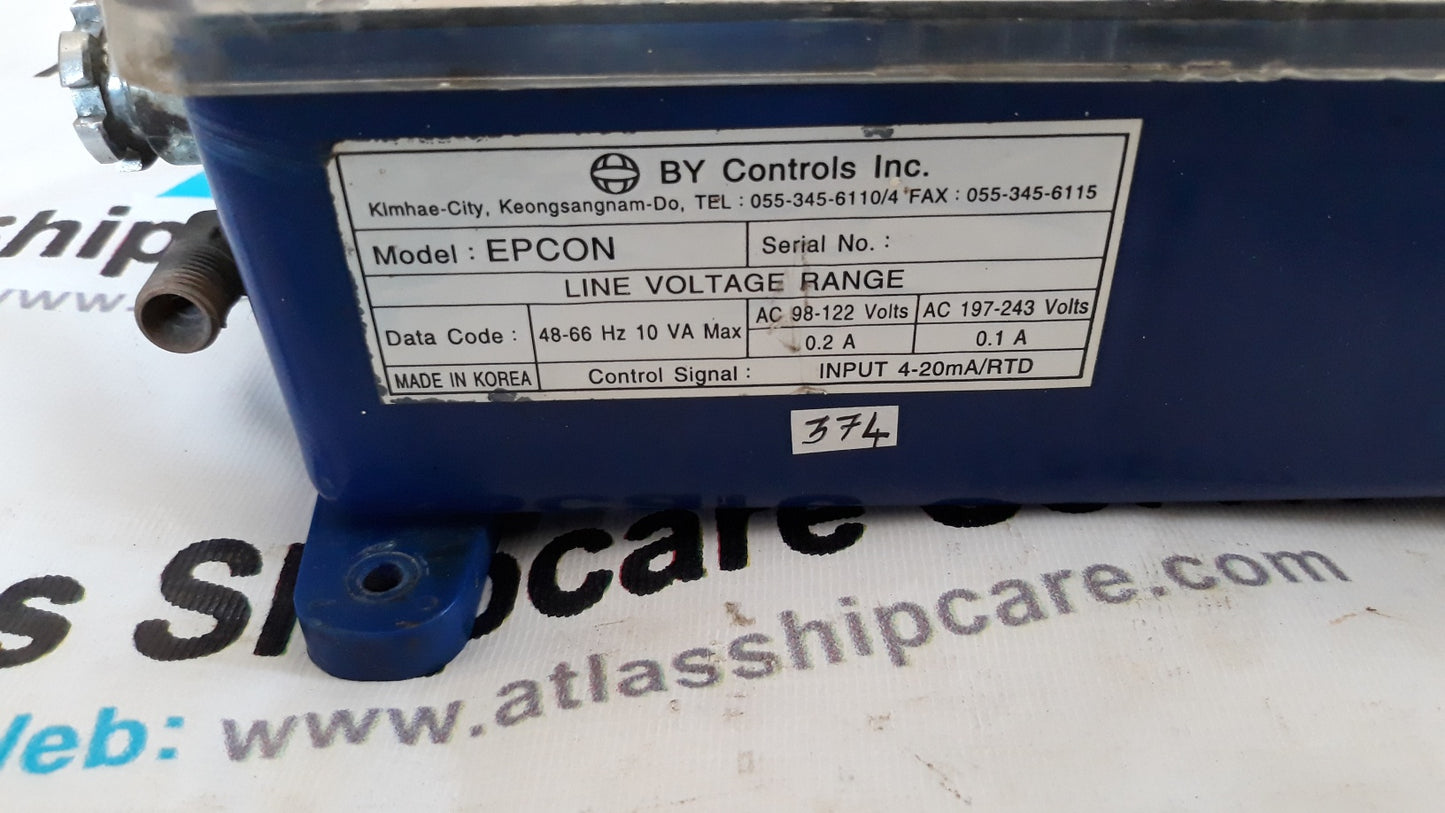 BY Controls Inc.
KImhae-City, Keongsangnam-Do, TEL : 055-345-6110/4 FAX : 055-345-6115
Model : EPCON
Serial No. :
LINE VOLTAGE RANGE
Data Code :
48-66 Hz 10 VA Max
AC 98-122 Volts
AC 197-243 Volts
0.2 A
0.1 A
MADE IN KOREA
Control Signal :
INPUT 4-20mA/RTD
374
ship
www.
s Shipcare
Web: www.atlasshipcare.com